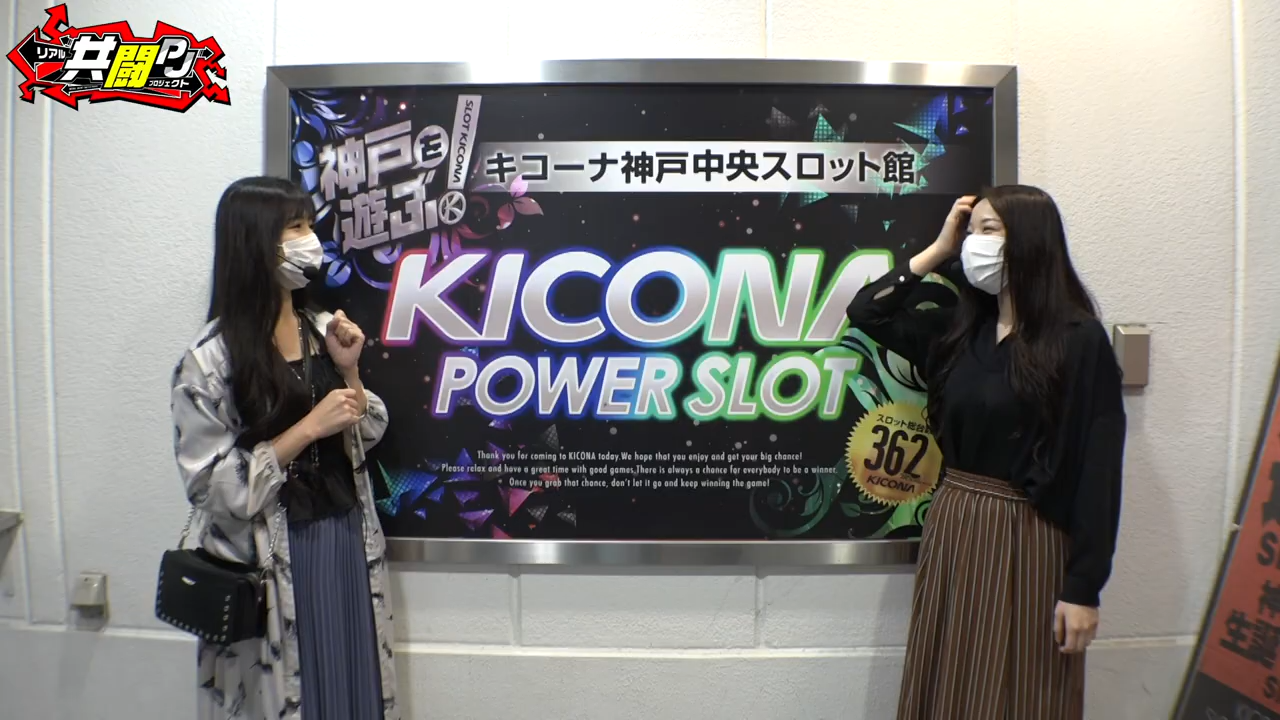 リアル
共闘PJ
プロジェクト
神戸を
遊ぶ
K
SLOT KICONA
キコーナ神戸中央スロット館
KICONA
POWER SLOT
Thank you for coming to KICONA today.We hope that you enjoy and get your big chance!
Please relax and have a great time with good games.There is always a chance for everybody to be a winner.
Once you grab that chance, don't let it go and keep winning the game!
スロット総台
362
KICONA